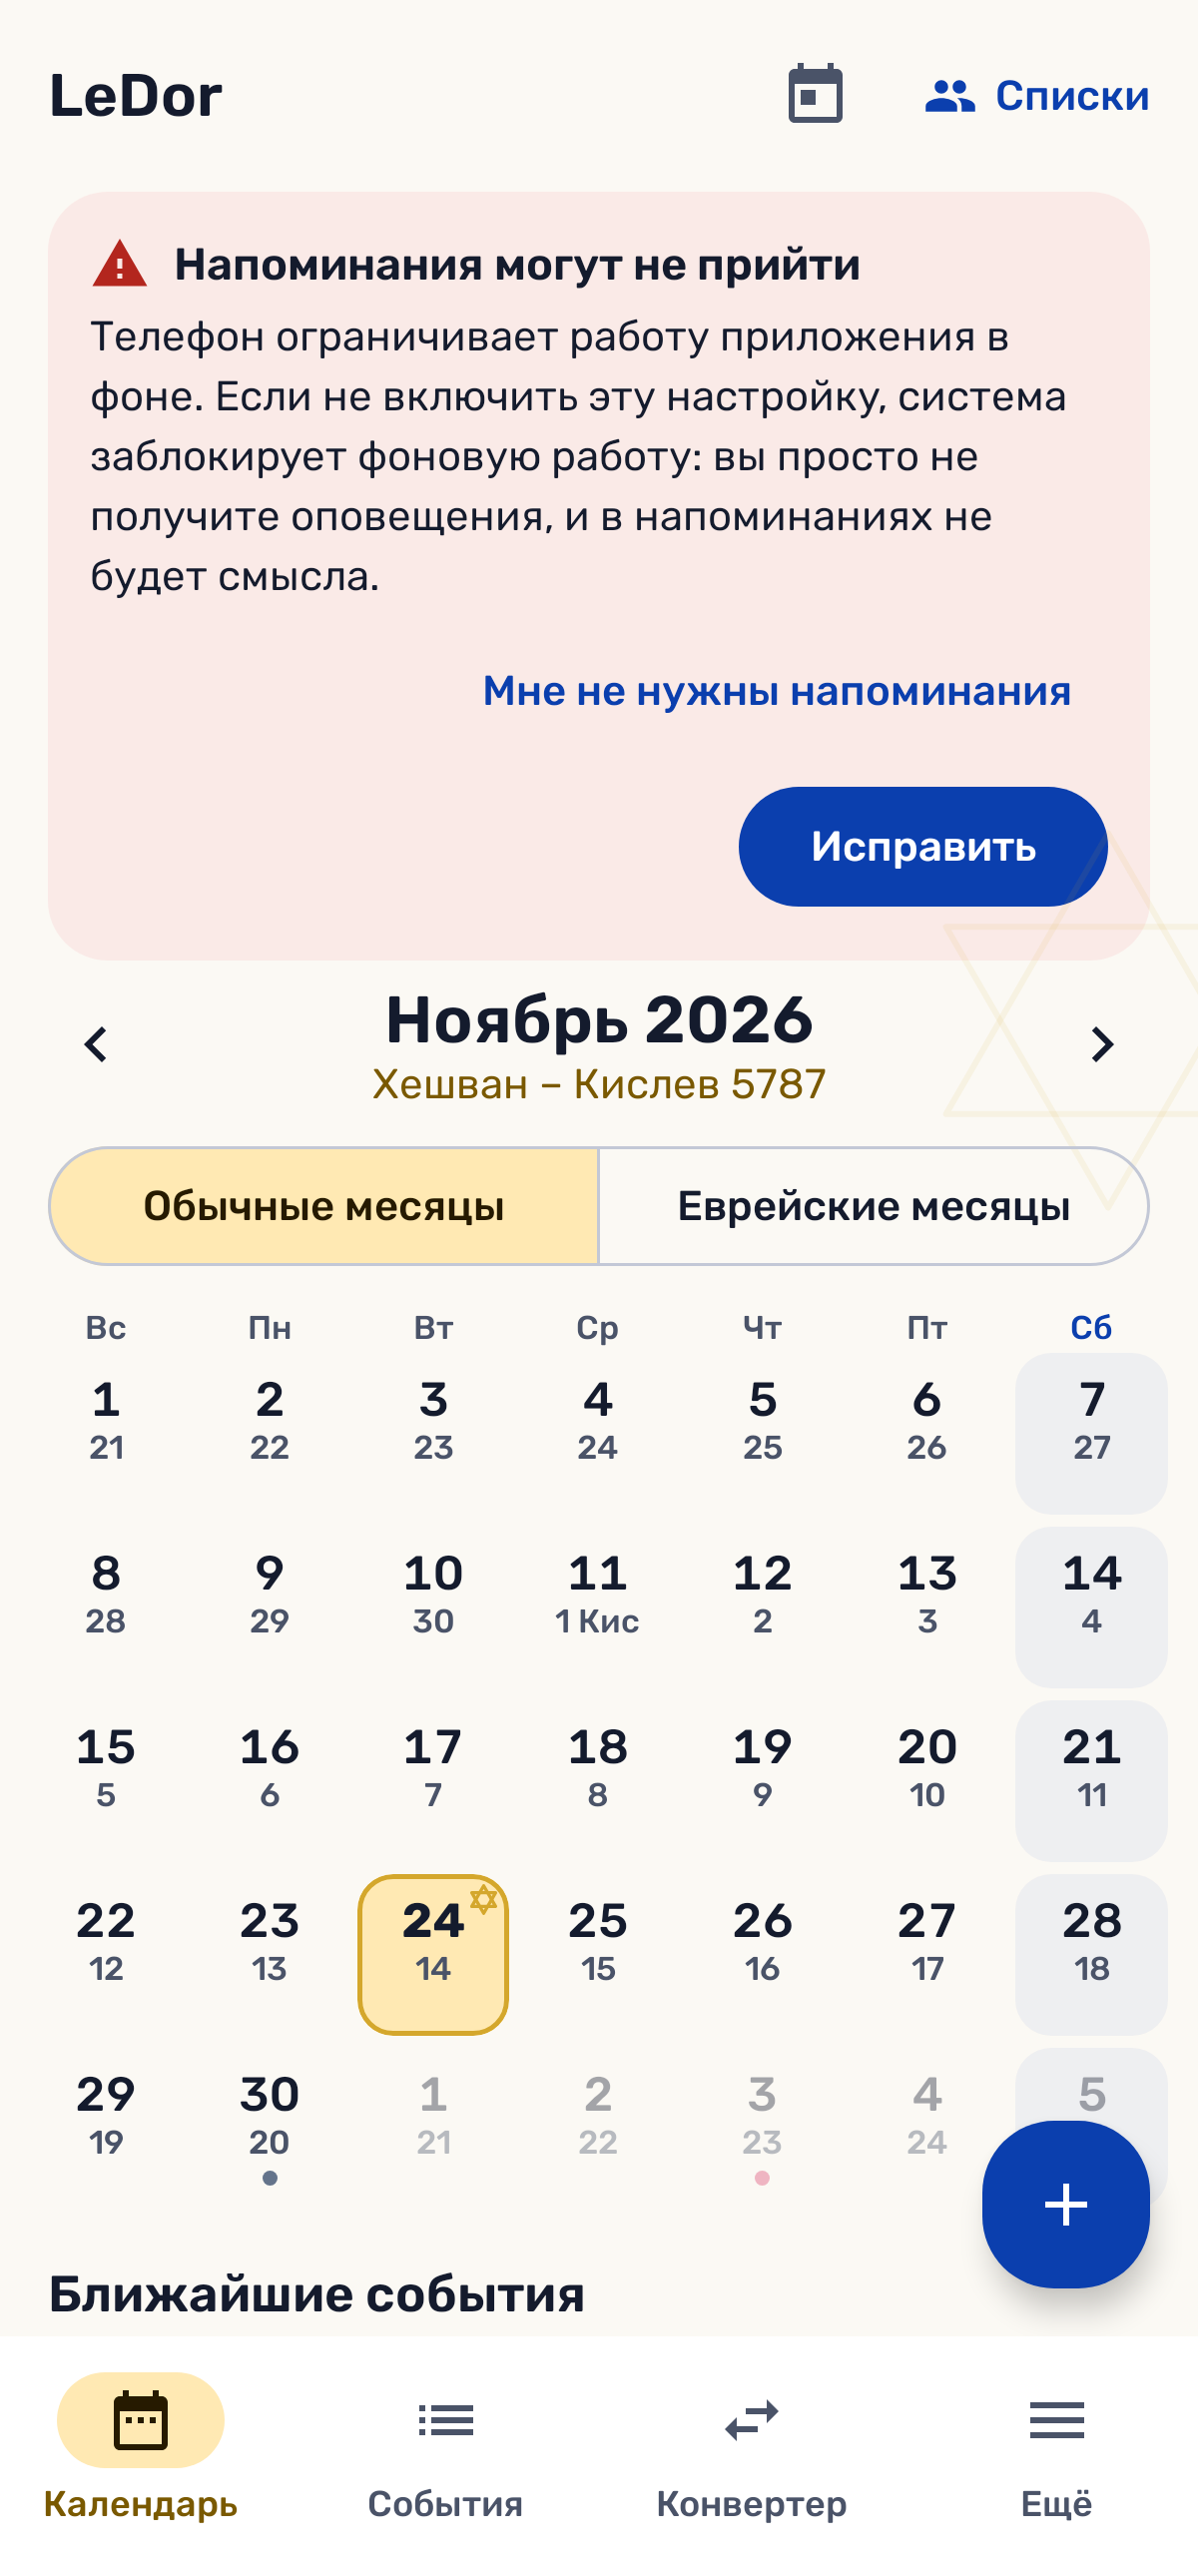 LeDor
Списки
Напоминания могут не прийти
Телефон ограничивает работу приложения в
фоне. Если не включить эту настройку, система
заблокирует фоновую работу: вы просто не
получите оповещения, и в напоминаниях не
будет смысла.
Мне не нужны напоминания
Исправить
Ноябрь 2026
Хешван – Кислев 5787
Обычные месяцы Еврейские месяцы
Вс Пн Вт Ср Чт Пт Сб
1 2 3 4 5 6 7
21 22 23 24 25 26 27
8 9 10 11 12 13 14
28 29 30 1 Кис 2 3 4
15 16 17 18 19 20 21
5 6 7 8 9 10 11
22 23 24 25 26 27 28
12 13 14 15 16 17 18
29 30 1 2 3 4 5
19 20 21 22 23 24
Ближайшие события
Календарь События Конвертер Ещё